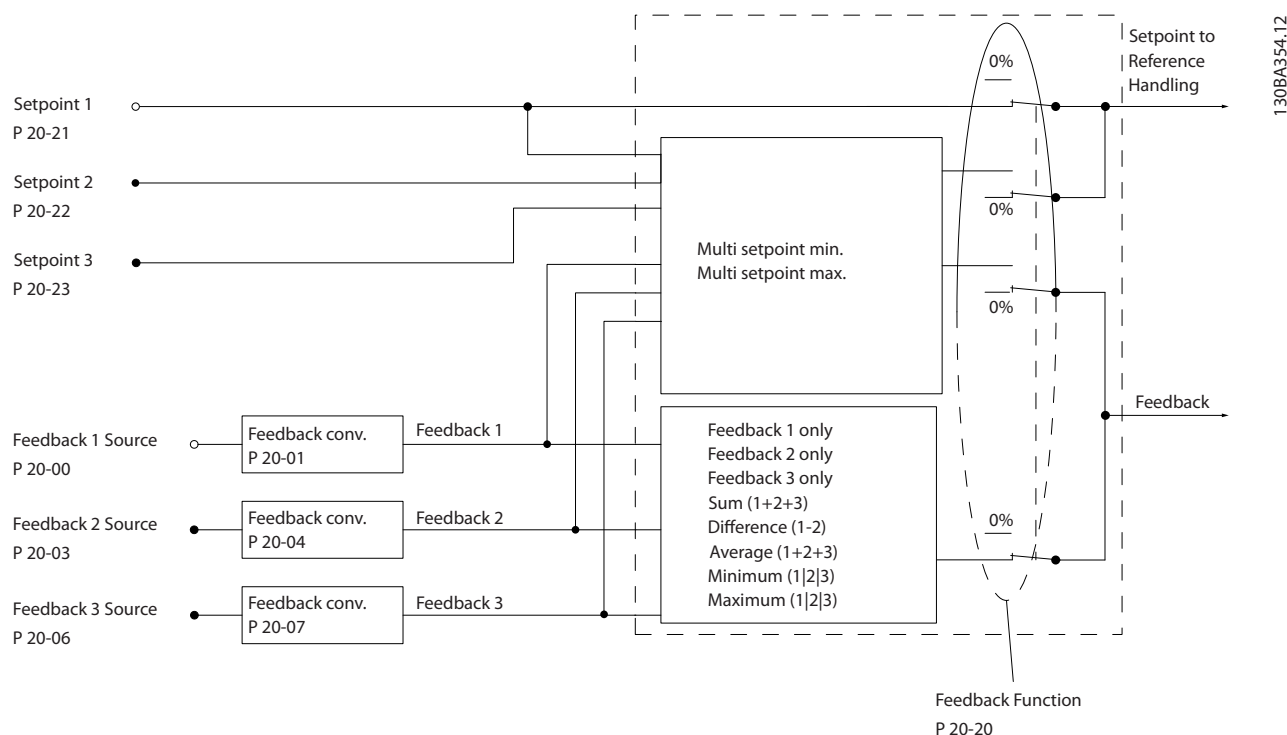 130BA354.12
Setpoint to
Reference
Handling
0%
Setpoint 1
P 20-21
Setpoint 2
P 20-22
0%
Setpoint 3
P 20-23
Multi setpoint min.
Multi setpoint max.
0%
Feedback
Feedback 1 Source
P 20-00
Feedback conv.
P 20-01
Feedback 1
Feedback 2 Source
P 20-03
Feedback conv.
P 20-04
Feedback 2
Feedback 3 Source
P 20-06
Feedback conv.
P 20-07
Feedback 3
Feedback 1 only
Feedback 2 only
Feedback 3 only
Sum (1+2+3)
Difference (1-2)
Average (1+2+3)
Minimum (1|2|3)
Maximum (1|2|3)
0%
Feedback Function
P 20-20